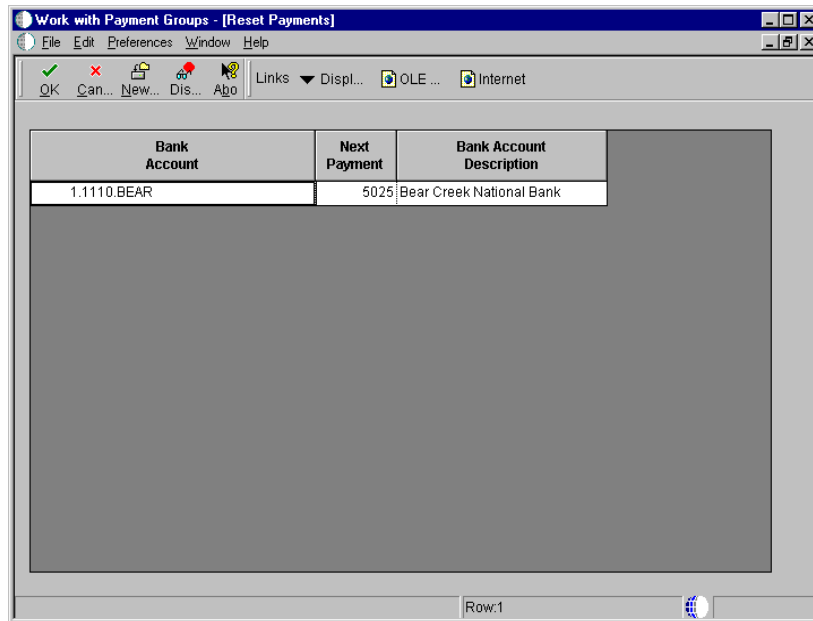 Work with Payment Groups - [Reset Payments]
File Edit Preferences Window Help
OK Can... New... Dis... Abo Links Displ... OLE ... Internet
Bank Account Next Payment Bank Account Description
1.1110.BEAR 5025 Bear Creek National Bank
Row:1